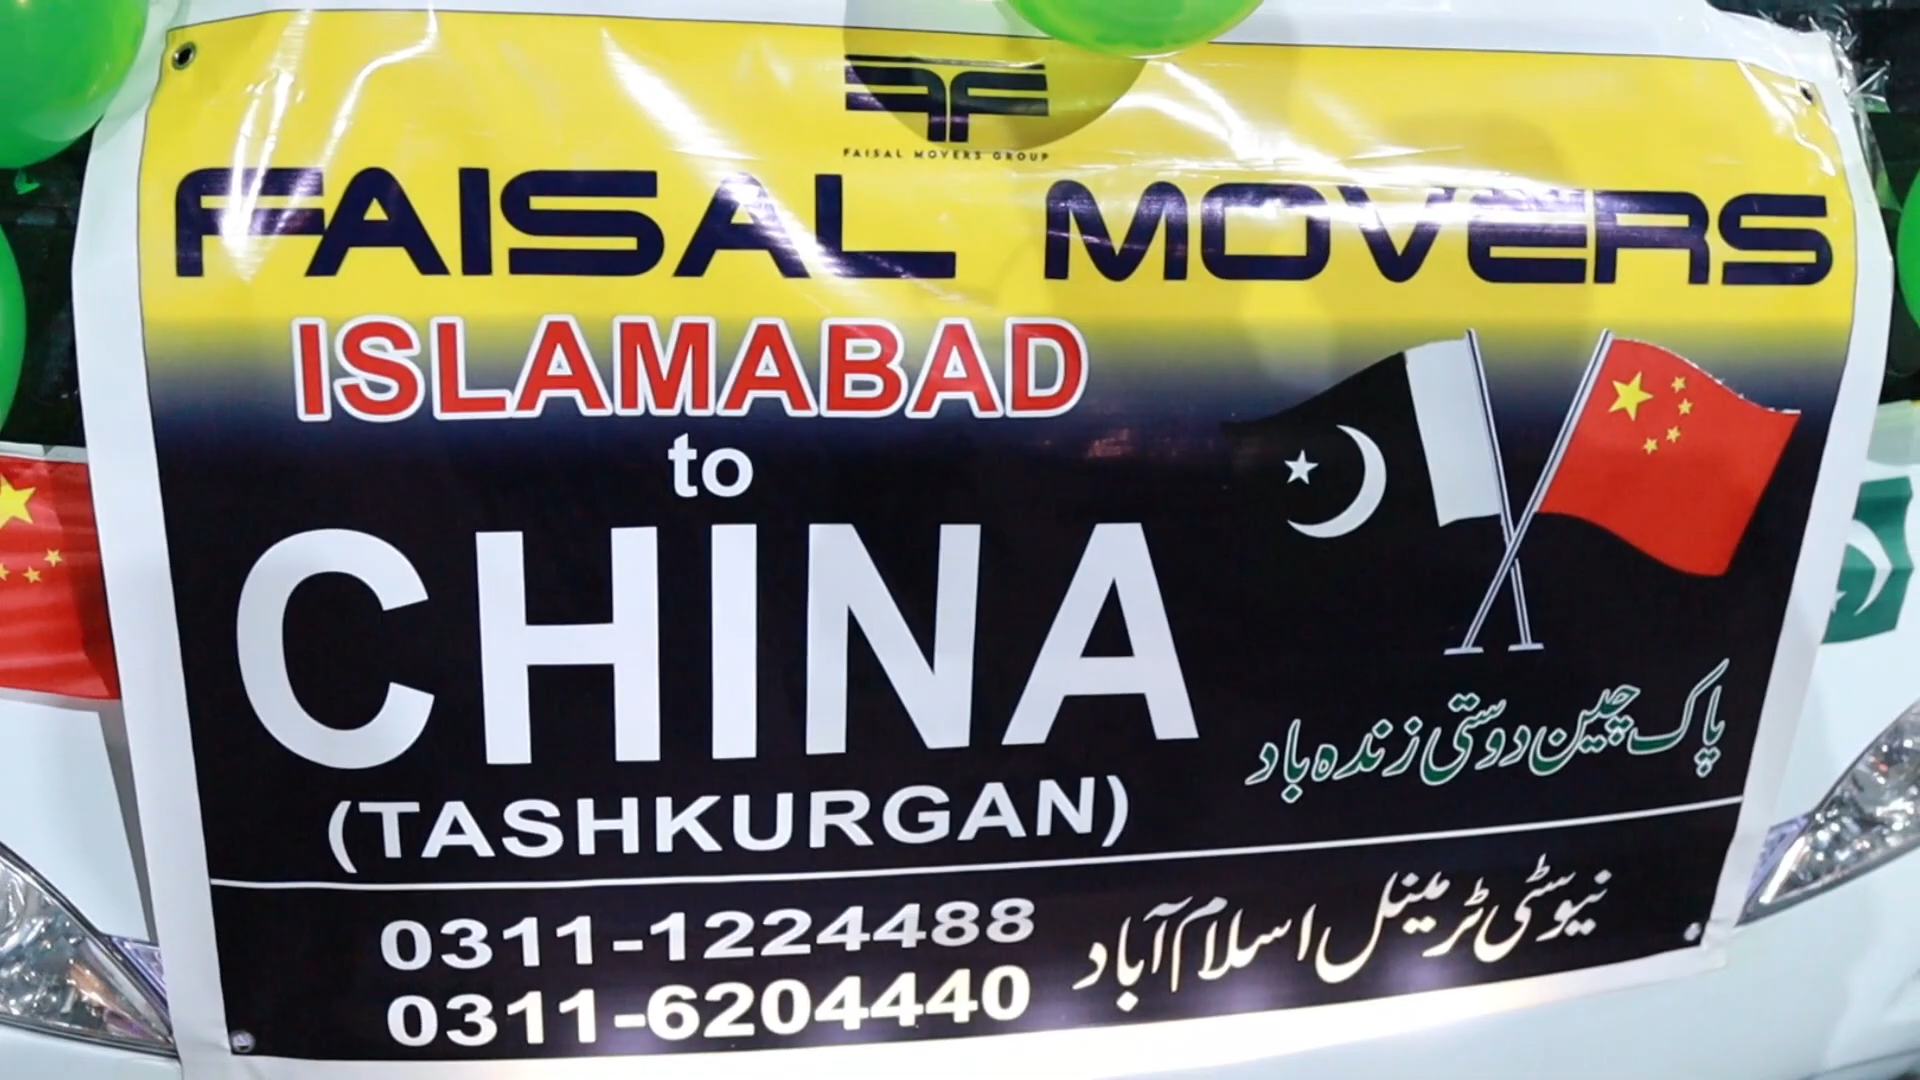 FAISAL MOVERS GROUP
FAISAL MOVERS
ISLAMABAD
to
CHINA
(TASHKURGAN)
پاک چین دوستی زندہ باد
0311-1224488
0311-6204440
نیوسٹی ٹرمینل اسلام آباد